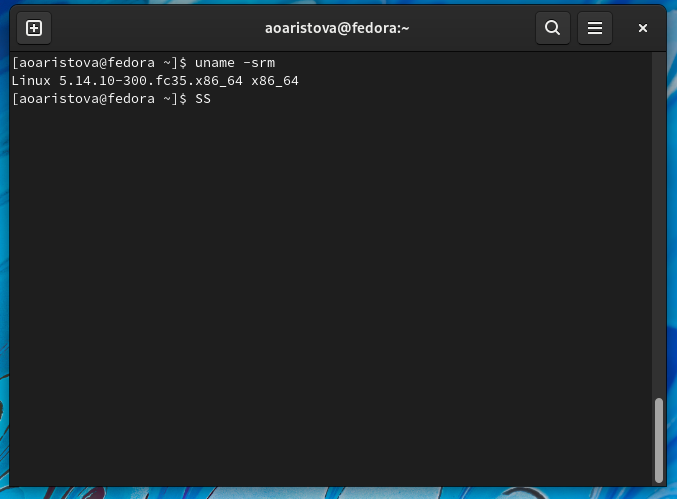 aoaristova@fedora:~
[aoaristova@fedora ~]$ uname -srm
Linux 5.14.10-300.fc35.x86_64 x86_64
[aoaristova@fedora ~]$ SS